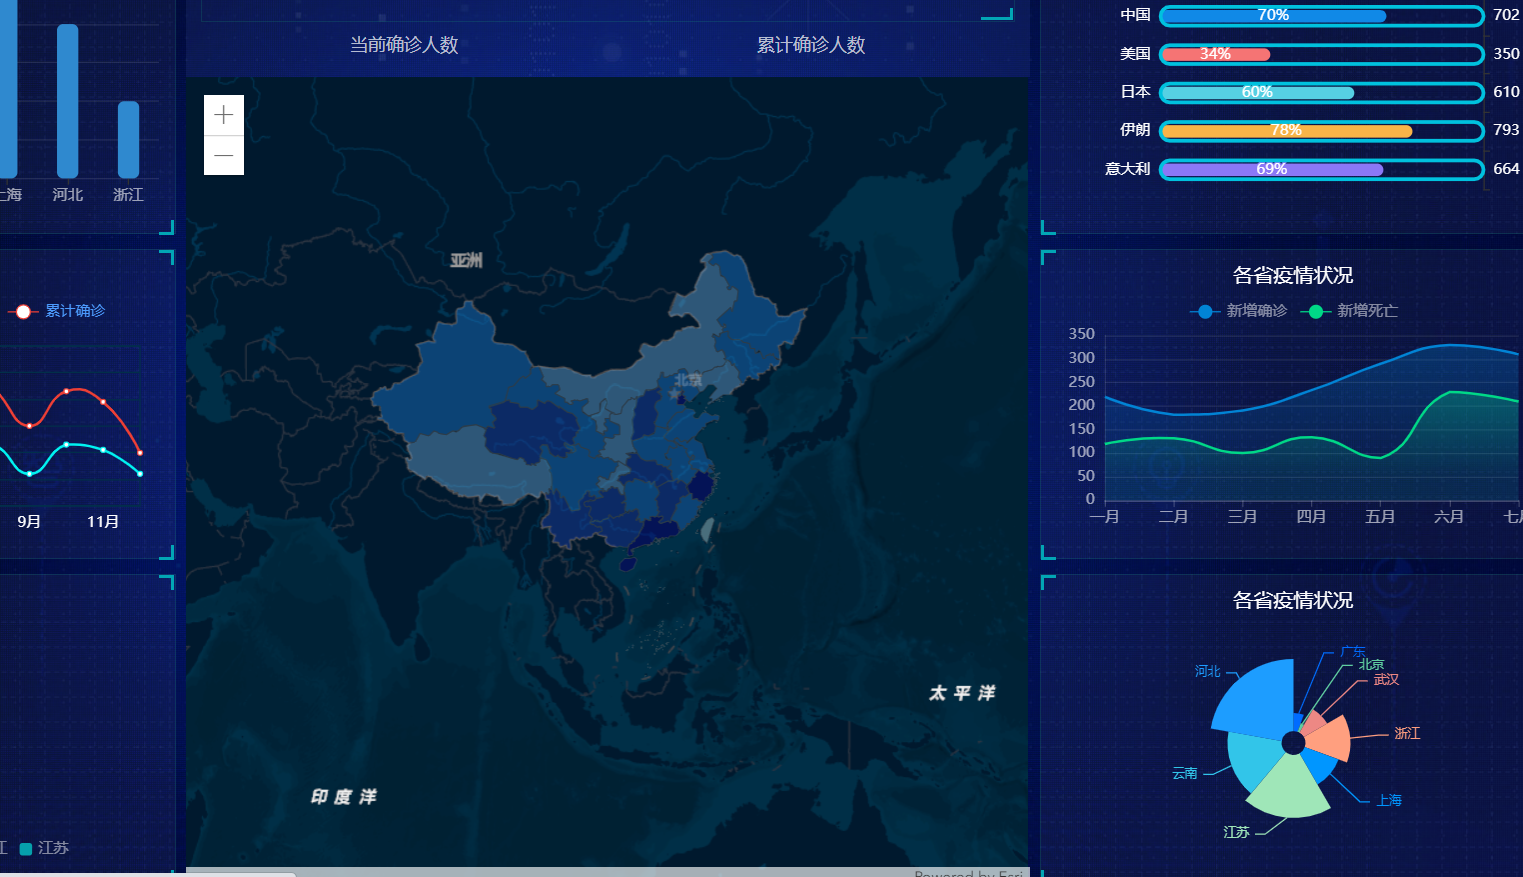 海 河北 浙江
累计确诊
9月 11月
江苏
当前确诊人数 累计确诊人数
+
−
亚洲
北京
太平洋
印度洋
Powered by Esri
中国 70% 702
美国 34% 350
日本 60% 610
伊朗 78% 793
意大利 69% 664
各省疫情状况
新增确诊 新增死亡
350
300
250
200
150
100
50
0
一月 二月 三月 四月 五月 六月 七
各省疫情状况
广东
北京
武汉
河北
浙江
云南
上海
江苏